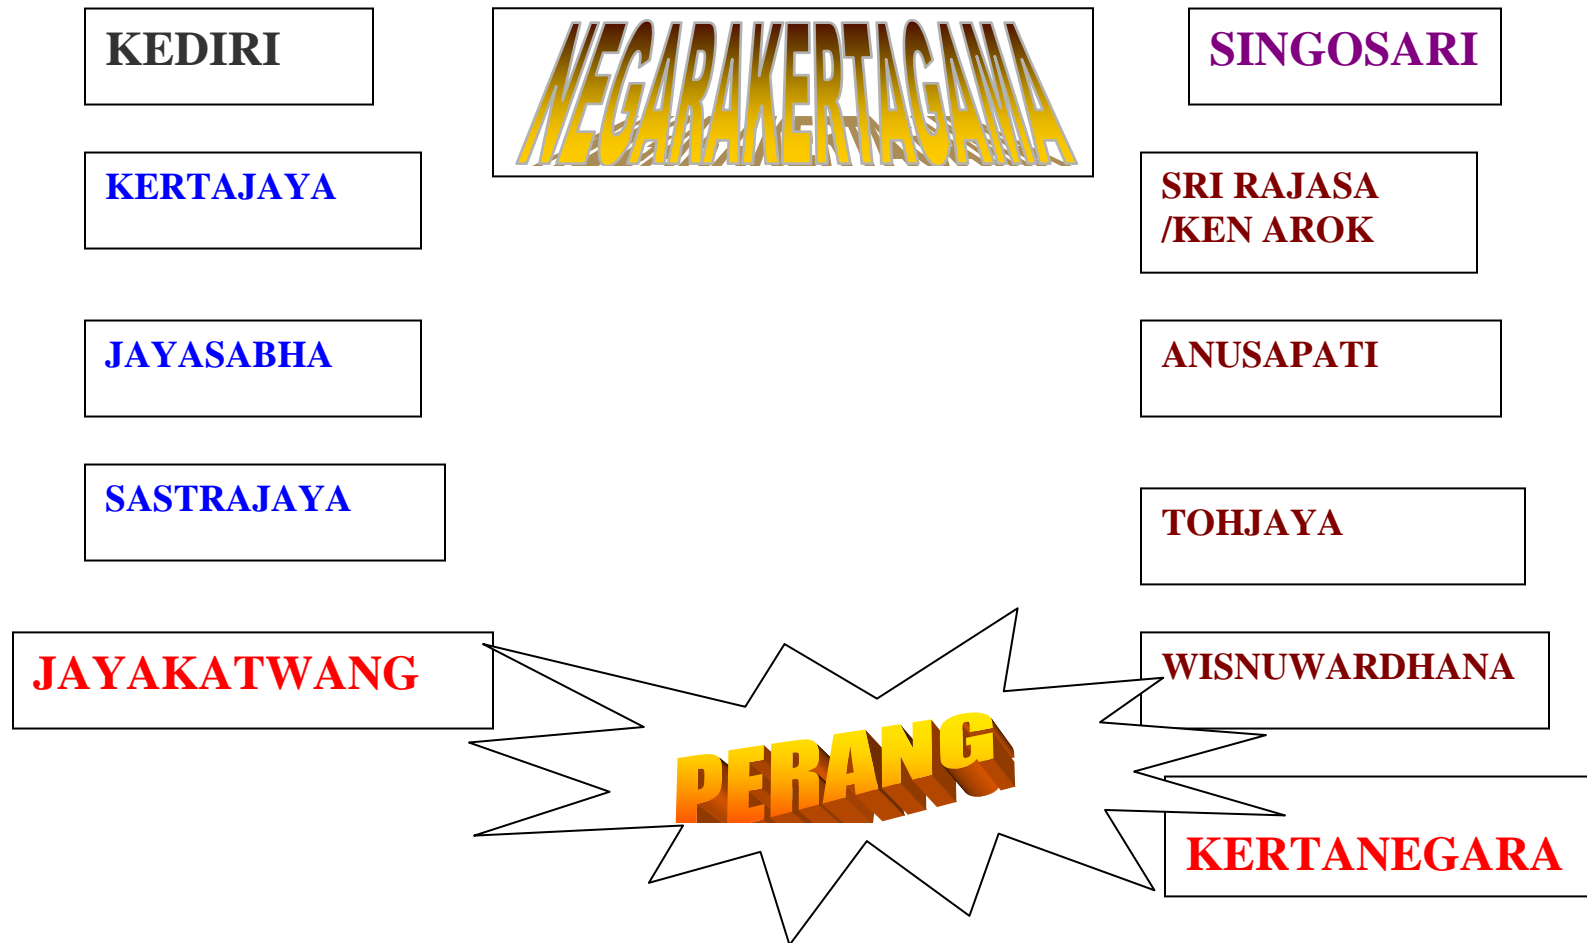 KEDIRI
NEGARAKERTAGAMA
SINGOSARI
KERTAJAYA
SRI RAJASA
/KEN AROK
JAYASABHA
ANUSAPATI
SASTRAJAYA
TOHJAYA
JAYAKATWANG
WISNUWARDHANA
PERANG
KERTANEGARA